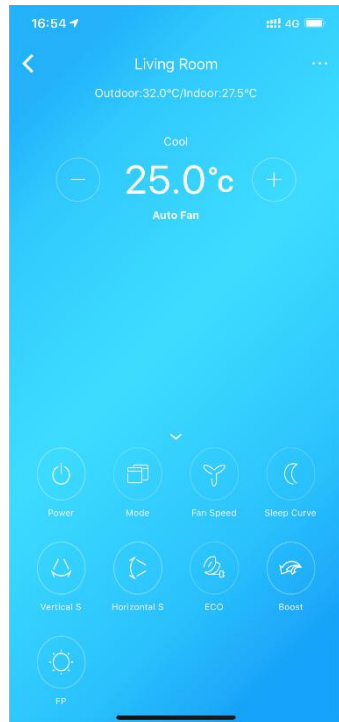 16:54 4G
Living Room ...
Outdoor:32.0°C/Indoor:27.5°C
Cool
25.0°c
Auto Fan
Power Mode Fan Speed Sleep Curve
Vertical S Horizontal S ECO Boost
FP